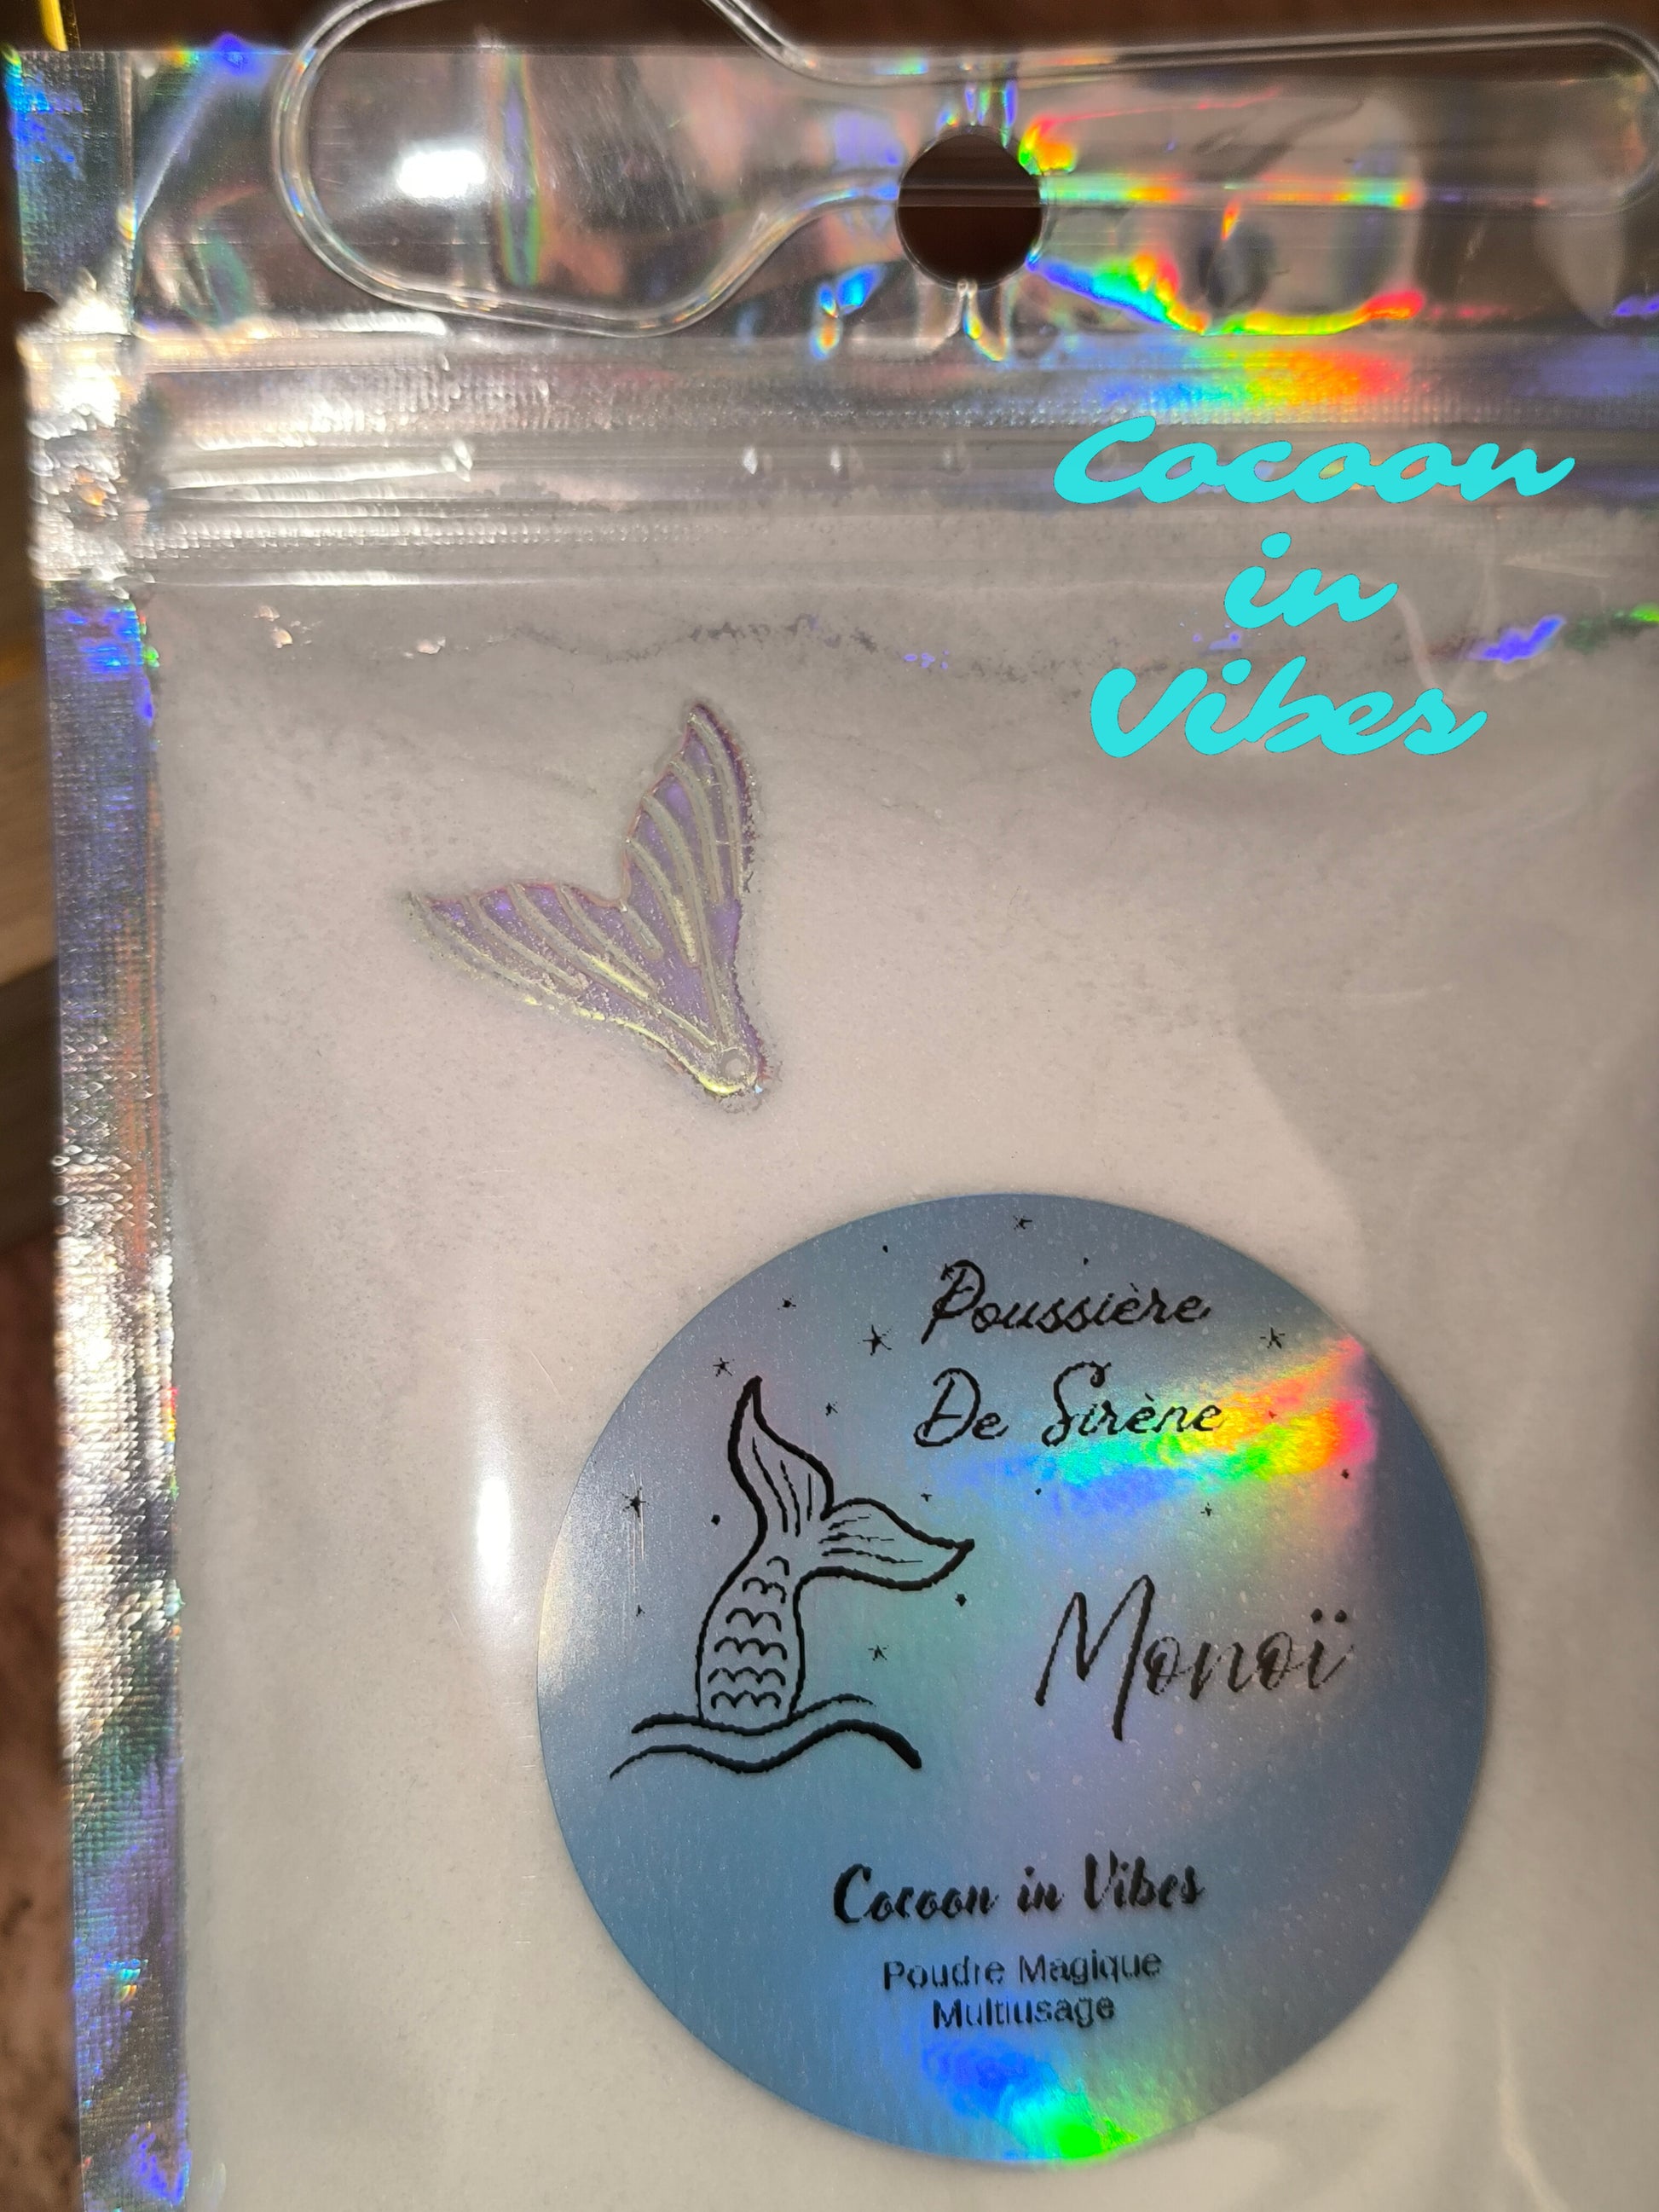 Cocoon
in
Vibes
Poussière
De Sirène
Monoï
Cocoon in Vibes
Poudre Magique
Multiusage